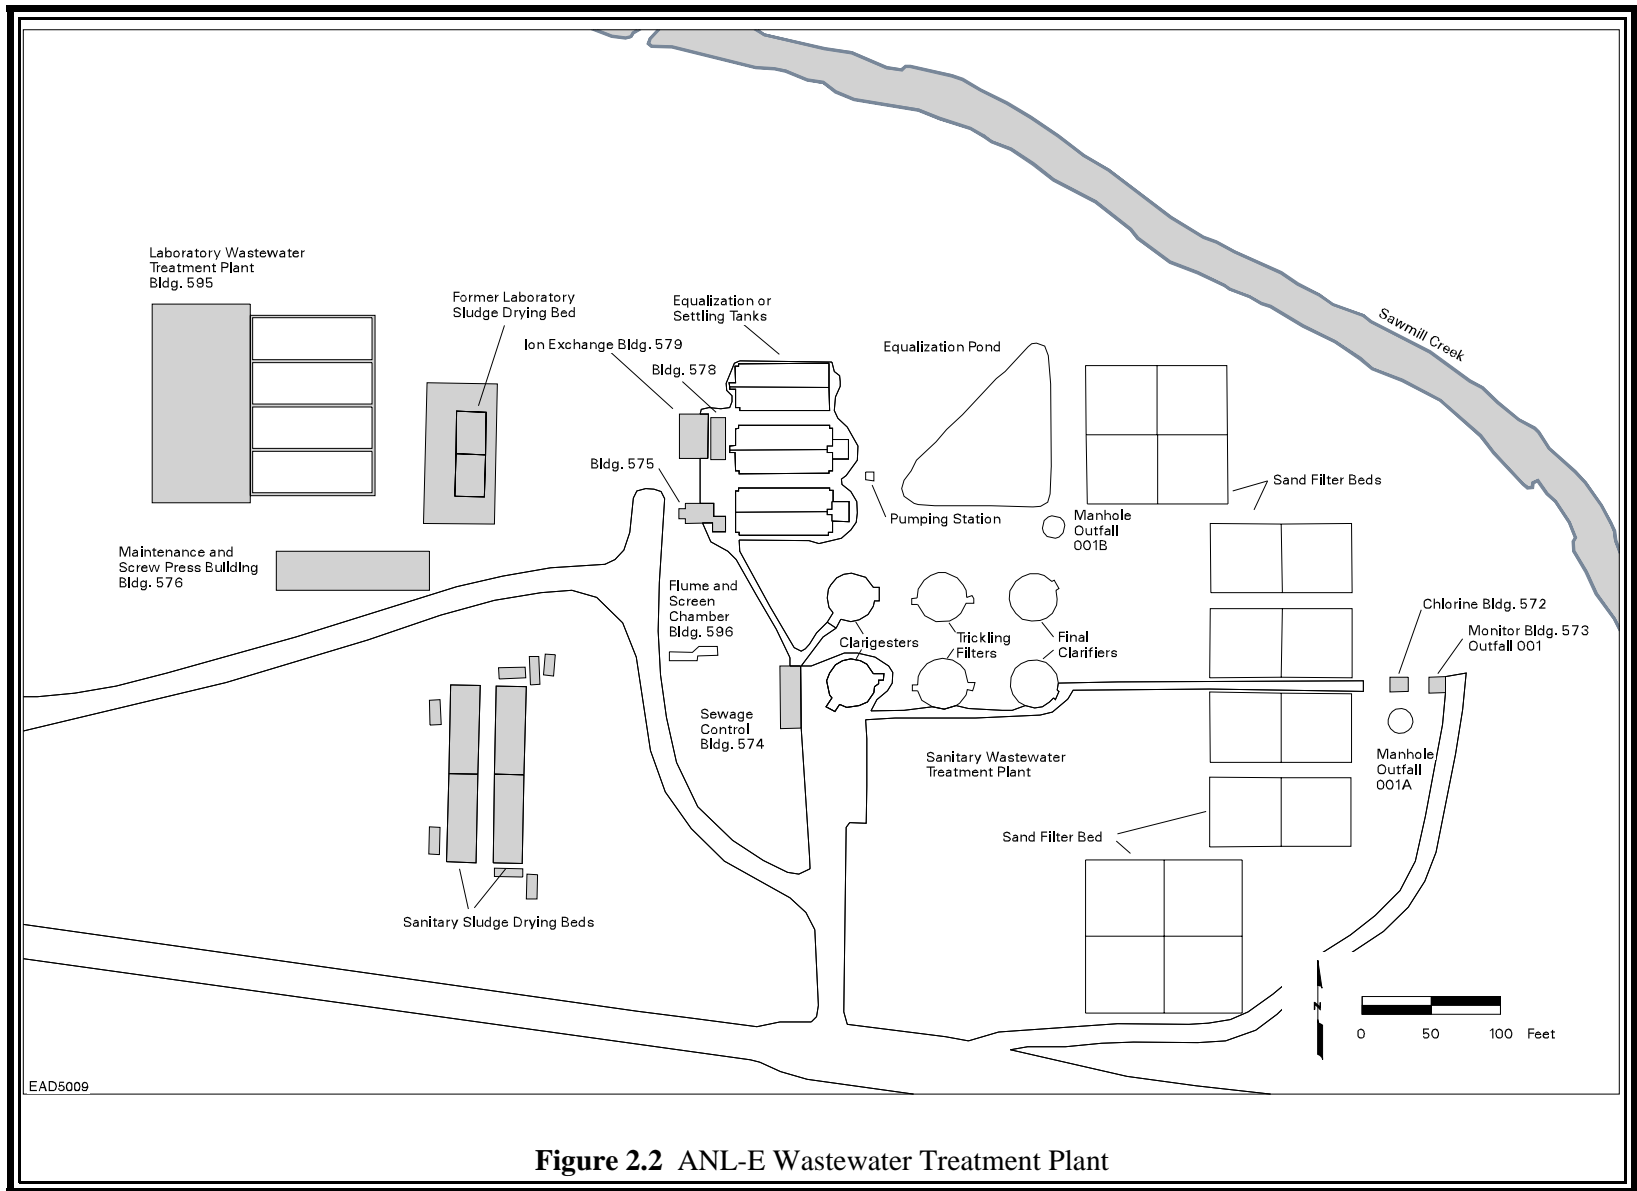 Laboratory Wastewater
Treatment Plant
Bldg. 595
Former Laboratory
Sludge Drying Bed
Equalization or
Settling Tanks
Ion Exchange Bldg. 579
Bldg. 578
Equalization Pond
Sawmill Creek
Bldg. 575
Sand Filter Beds
Pumping Station
Manhole
Outfall
001B
Maintenance and
Screw Press Building
Bldg. 576
Flume and
Screen
Chamber
Bldg. 596
Clarigesters
Trickling
Filters
Final
Clarifiers
Chlorine Bldg. 572
Monitor Bldg. 573
Outfall 001
Sewage
Control
Bldg. 574
Sanitary Wastewater
Treatment Plant
Manhole
Outfall
001A
Sand Filter Bed
Sanitary Sludge Drying Beds
N
0 50 100 Feet
EAD5009
Figure 2.2 ANL-E Wastewater Treatment Plant